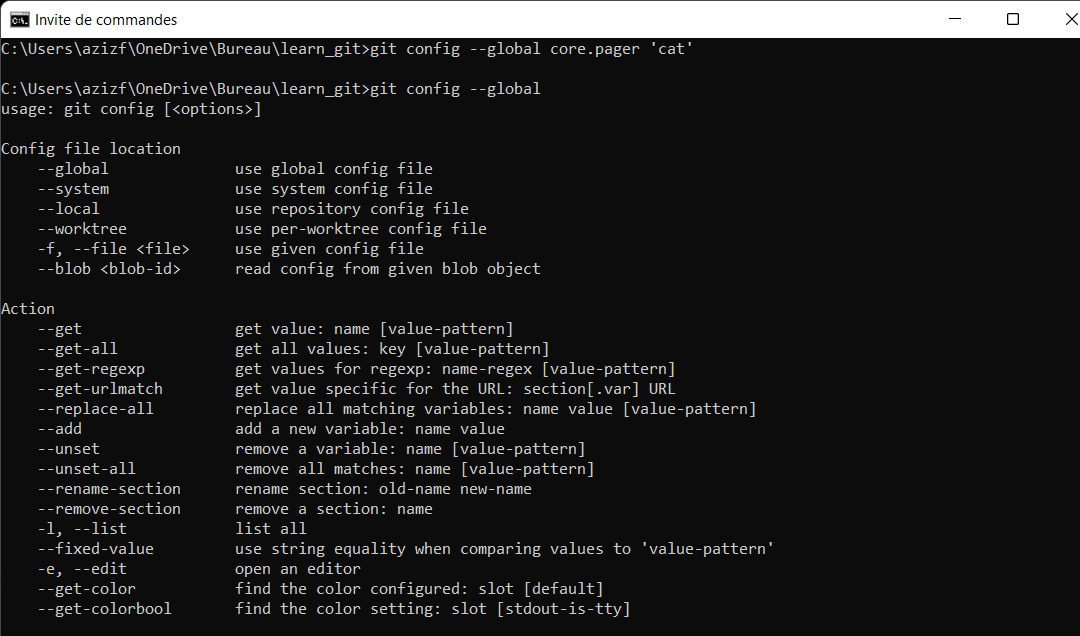 Invite de commandes
C:\Users\azizf\OneDrive\Bureau\learn_git>git config --global core.pager 'cat'
C:\Users\azizf\OneDrive\Bureau\learn_git>git config --global
usage: git config [<options>]
Config file location
    --global              use global config file
    --system              use system config file
    --local               use repository config file
    --worktree            use per-worktree config file
    -f, --file <file>     use given config file
    --blob <blob-id>      read config from given blob object
Action
    --get                 get value: name [value-pattern]
    --get-all             get all values: key [value-pattern]
    --get-regexp          get values for regexp: name-regex [value-pattern]
    --get-urlmatch        get value specific for the URL: section[.var] URL
    --replace-all         replace all matching variables: name value [value-pattern]
    --add                 add a new variable: name value
    --unset               remove a variable: name [value-pattern]
    --unset-all           remove all matches: name [value-pattern]
    --rename-section      rename section: old-name new-name
    --remove-section      remove a section: name
    -l, --list            list all
    --fixed-value         use string equality when comparing values to 'value-pattern'
    -e, --edit            open an editor
    --get-color           find the color configured: slot [default]
    --get-colorbool       find the color setting: slot [stdout-is-tty]